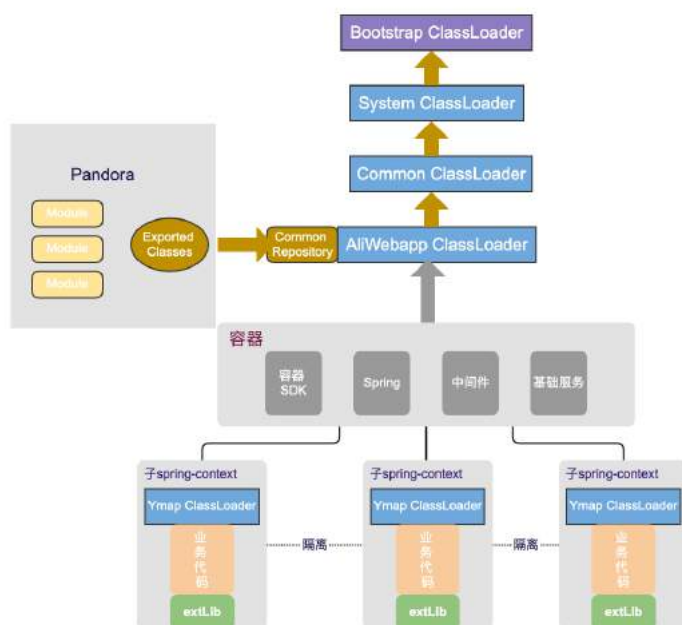 Bootstrap ClassLoader
System ClassLoader
Common ClassLoader
Pandora
Module
Module
Module
Exported
Classes
Common
Repository
AliWebapp ClassLoader
容器
容器
SDK
Spring
中间件
基础服务
子spring-context
子spring-context
子spring-context
Ymap ClassLoader
Ymap ClassLoader
Ymap ClassLoader
业务代码
隔离
业务代码
隔离
业务代码
extLib
extLib
extLib